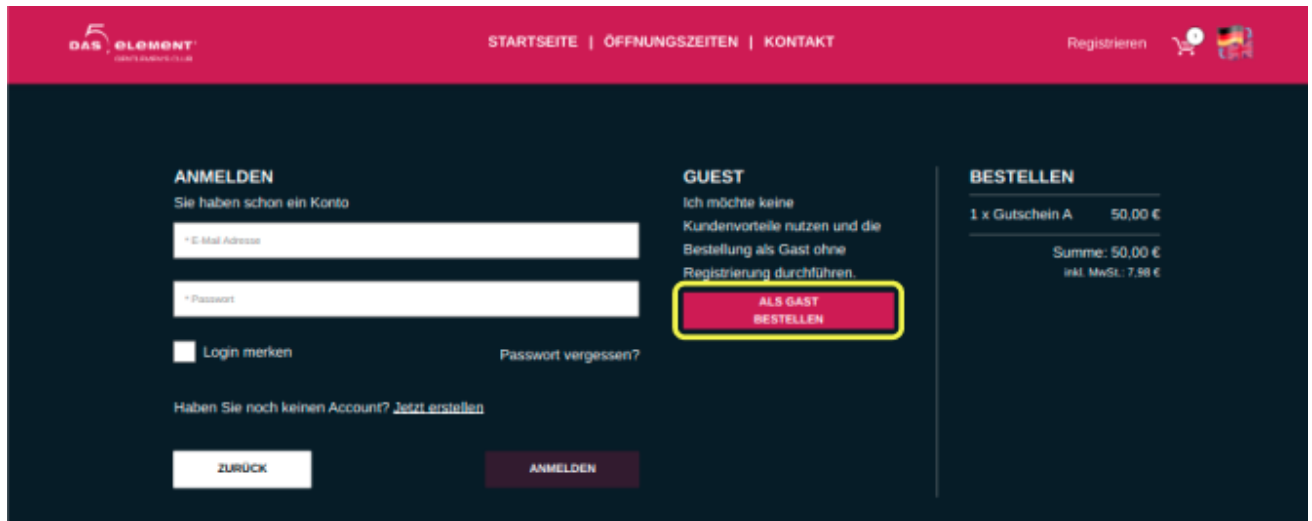 5
DAS ELEMENT
GENTLEMEN'S CLUB
STARTSEITE | ÖFFNUNGSZEITEN | KONTAKT
Registrieren
ANMELDEN
Sie haben schon ein Konto
* E-Mail Adresse
* Passwort
Login merken
Passwort vergessen?
Haben Sie noch keinen Account? Jetzt erstellen
ZURÜCK
ANMELDEN
GUEST
Ich möchte keine
Kundenvorteile nutzen und die
Bestellung als Gast ohne
Registrierung durchführen.
ALS GAST
BESTELLEN
BESTELLEN
1 x Gutschein A 50,00 €
Summe: 50,00 €
inkl. MwSt.: 7,98 €